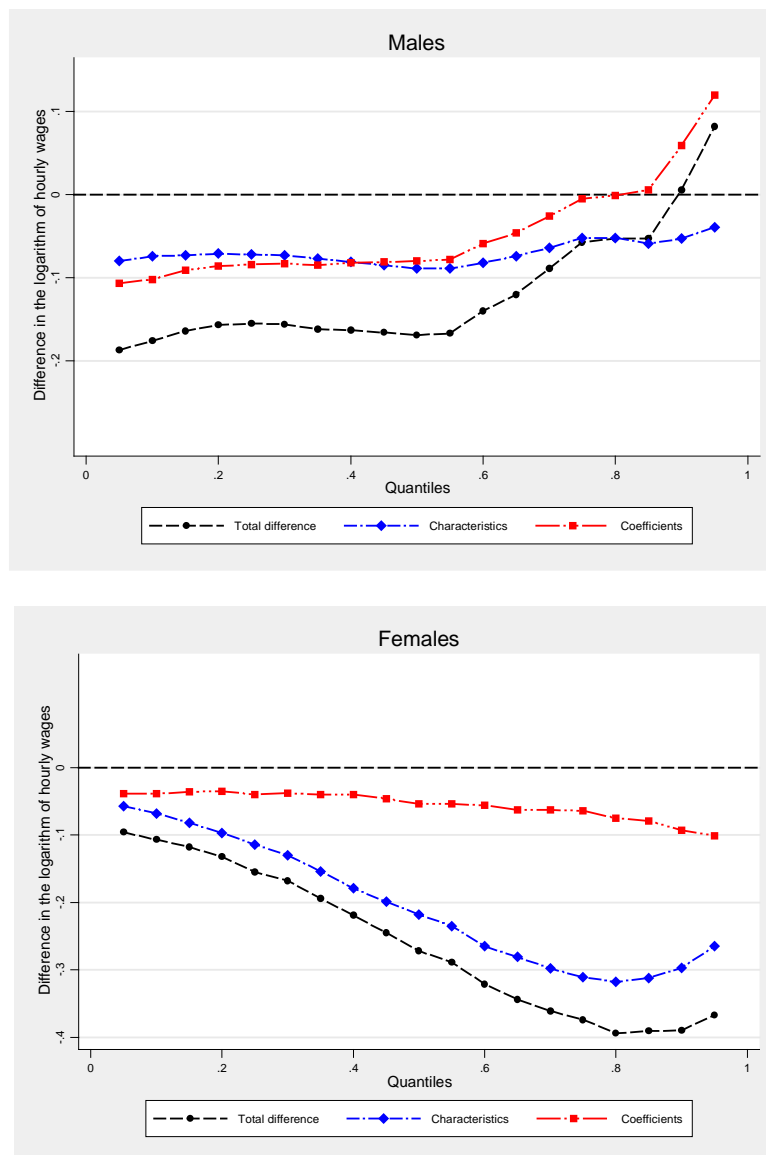 Males
Difference in the logarithm of hourly wages
.1
0
-.1
-.2
0 .2 .4 .6 .8 1
Quantiles
Total difference Characteristics Coefficients
Females
Difference in the logarithm of hourly wages
0
-.1
-.2
-.3
-.4
0 .2 .4 .6 .8 1
Quantiles
Total difference Characteristics Coefficients